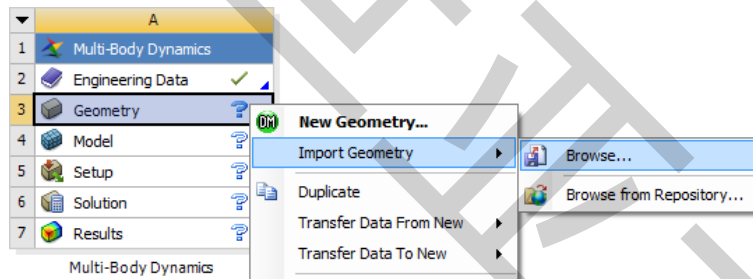 A
1 Multi-Body Dynamics
2 Engineering Data
3 Geometry
4 Model
5 Setup
6 Solution
7 Results
Multi-Body Dynamics
DM New Geometry...
Import Geometry
Duplicate
Transfer Data From New
Transfer Data To New
Browse...
Browse from Repository...